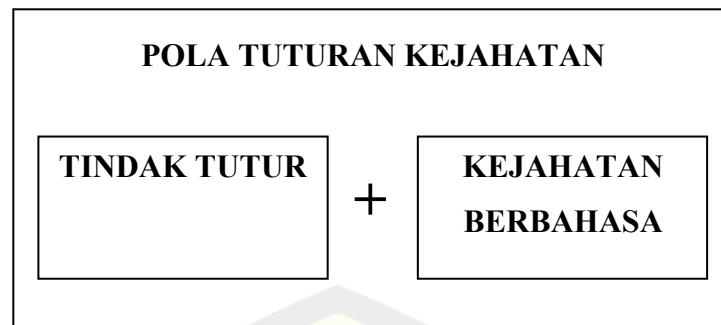 POLA TUTURAN KEJAHATAN
TINDAK TUTUR
+
KEJAHATAN
BERBAHASA